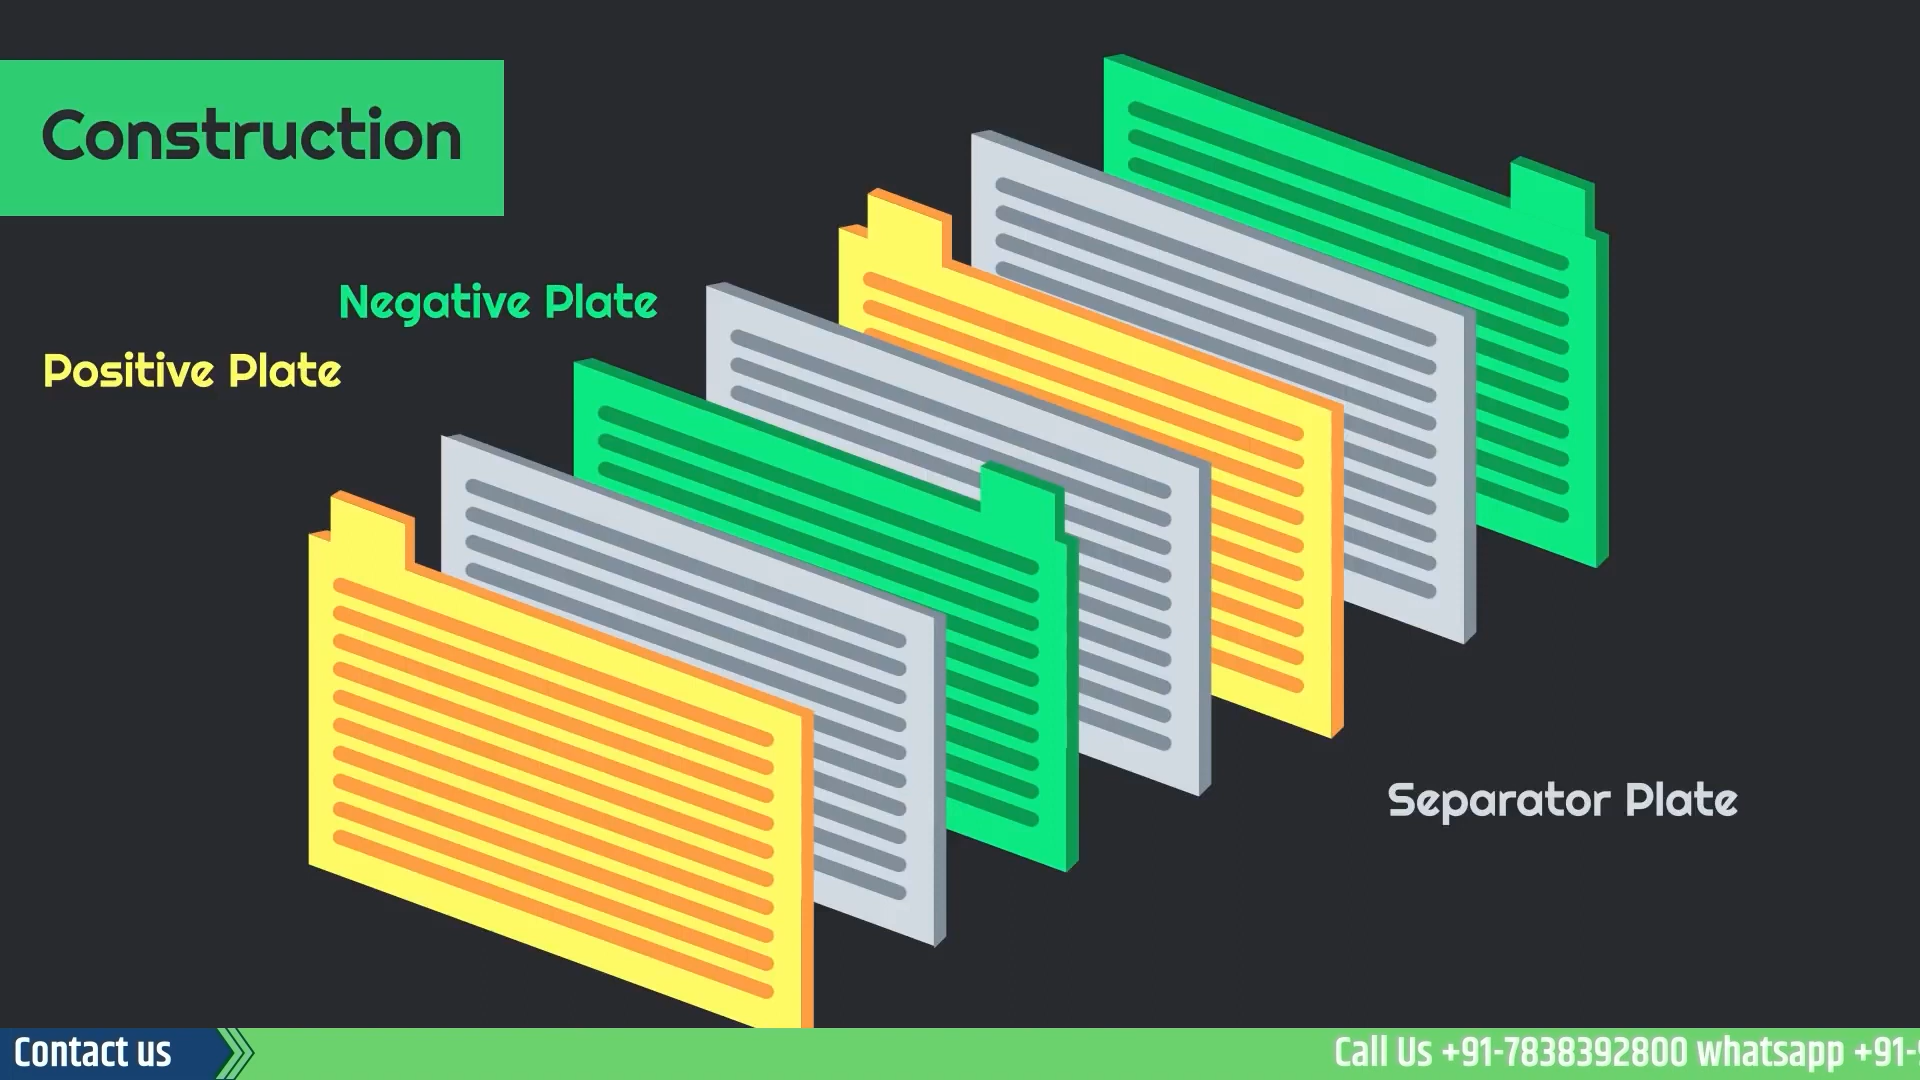 Construction
Negative Plate
Positive Plate
Separator Plate
Contact us
Call Us +91-7838392800 whatsapp +91-